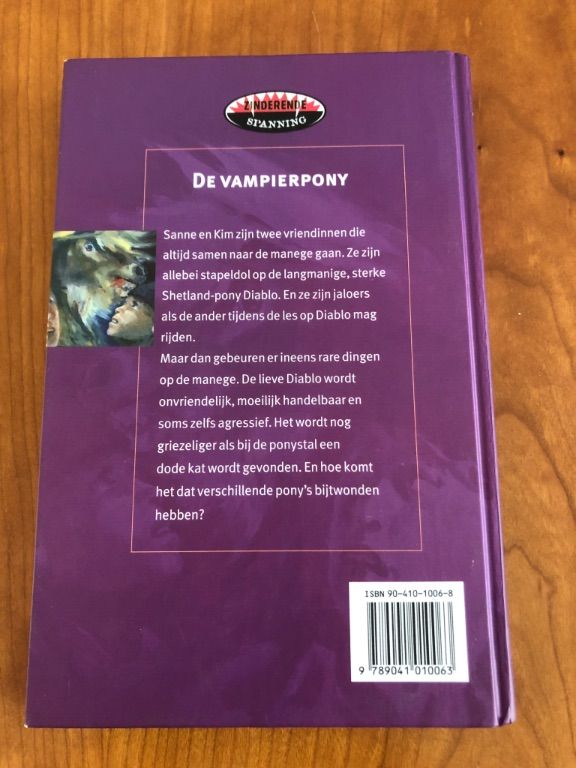 ZINDERENDE
SPANNING
DE VAMPIERPONY
Sanne en Kim zijn twee vriendinnen die
altijd samen naar de manege gaan. Ze zijn
allebei stapeldol op de langmanige, sterke
Shetland-pony Diablo. En ze zijn jaloers
als de ander tijdens de les op Diablo mag
rijden.
Maar dan gebeuren er ineens rare dingen
op de manege. De lieve Diablo wordt
onvriendelijk, moeilijk handelbaar en
soms zelfs agressief. Het wordt nog
griezeliger als bij de ponystal een
dode kat wordt gevonden. En hoe komt
het dat verschillende pony's bijtwonden
hebben?
ISBN 90-410-1006-8
9 789041 010063